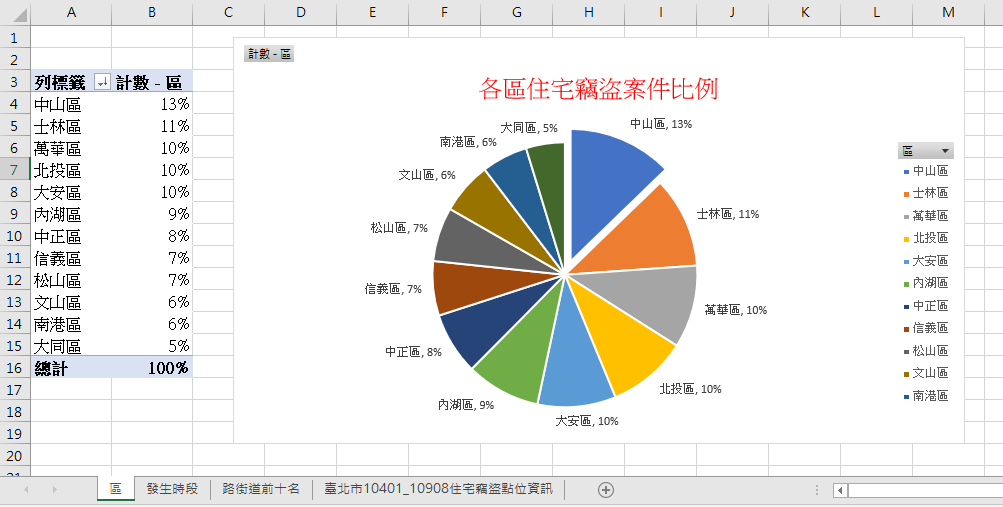 A B C D E F G H I J K L M
1
2
3 列標籤 計數 - 區
4 中山區 13%
5 士林區 11%
6 萬華區 10%
7 北投區 10%
8 大安區 10%
9 內湖區 9%
10 中正區 8%
11 信義區 7%
12 松山區 7%
13 文山區 6%
14 南港區 6%
15 大同區 5%
16 總計 100%
17
18
19
20
計數 - 區
各區住宅竊盜案件比例
中山區, 13%
士林區, 11%
萬華區, 10%
北投區, 10%
大安區, 10%
內湖區, 9%
中正區, 8%
信義區, 7%
松山區, 7%
文山區, 6%
南港區, 6%
大同區, 5%
區
中山區
士林區
萬華區
北投區
大安區
內湖區
中正區
信義區
松山區
文山區
南港區
區 發生時段 路街道前十名 臺北市10401_10908住宅竊盜點位資訊